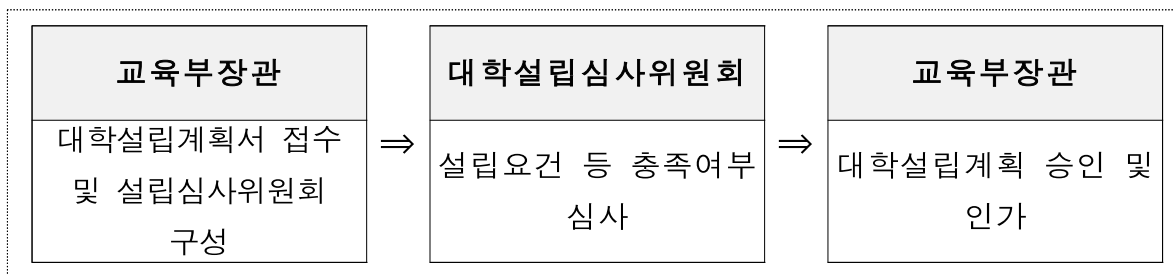 교육부장관
대학설립계획서 접수
및 설립심사위원회
구성
⇒
대학설립심사위원회
설립요건 등 충족여부
심사
⇒
교육부장관
대학설립계획 승인 및
인가